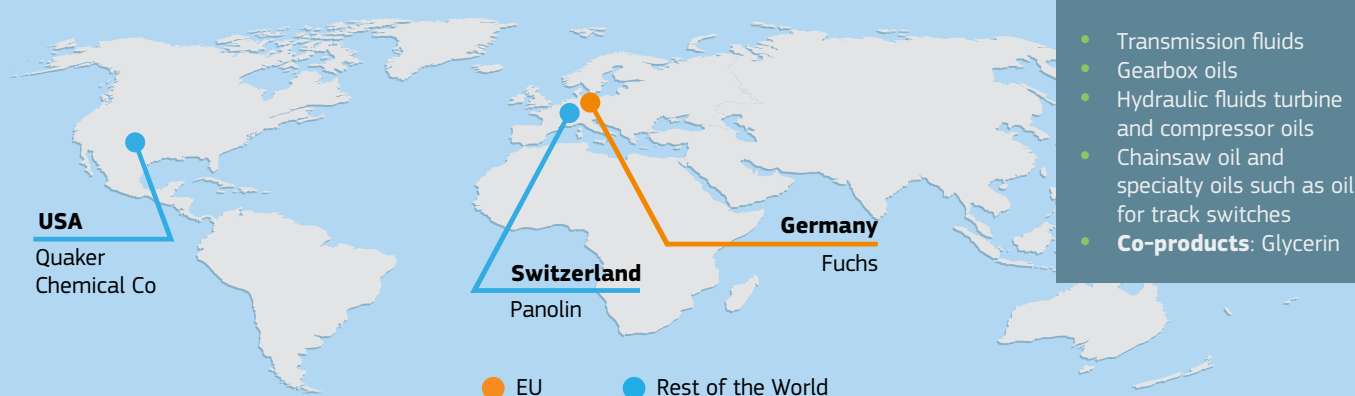 USA
Quaker
Chemical Co
Switzerland
Panolin
Germany
Fuchs
EU
Rest of the World
• Transmission fluids
• Gearbox oils
• Hydraulic fluids turbine
and compressor oils
• Chainsaw oil and
specialty oils such as oil
for track switches
• Co-products: Glycerin